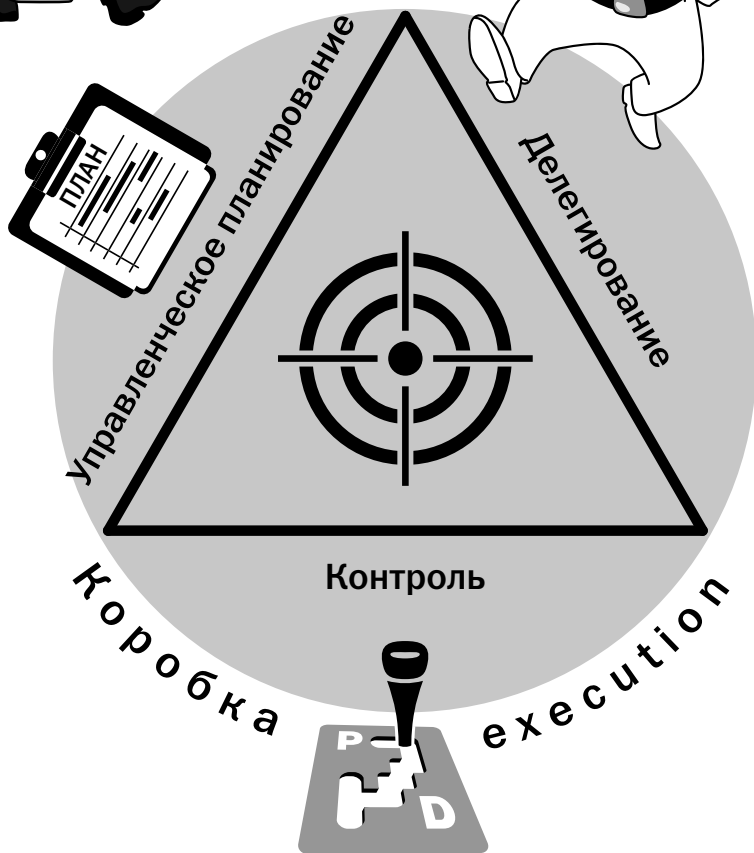 Управленческое планирование
ПЛАН
Делегирование
Контроль
Коробка execution
P
D